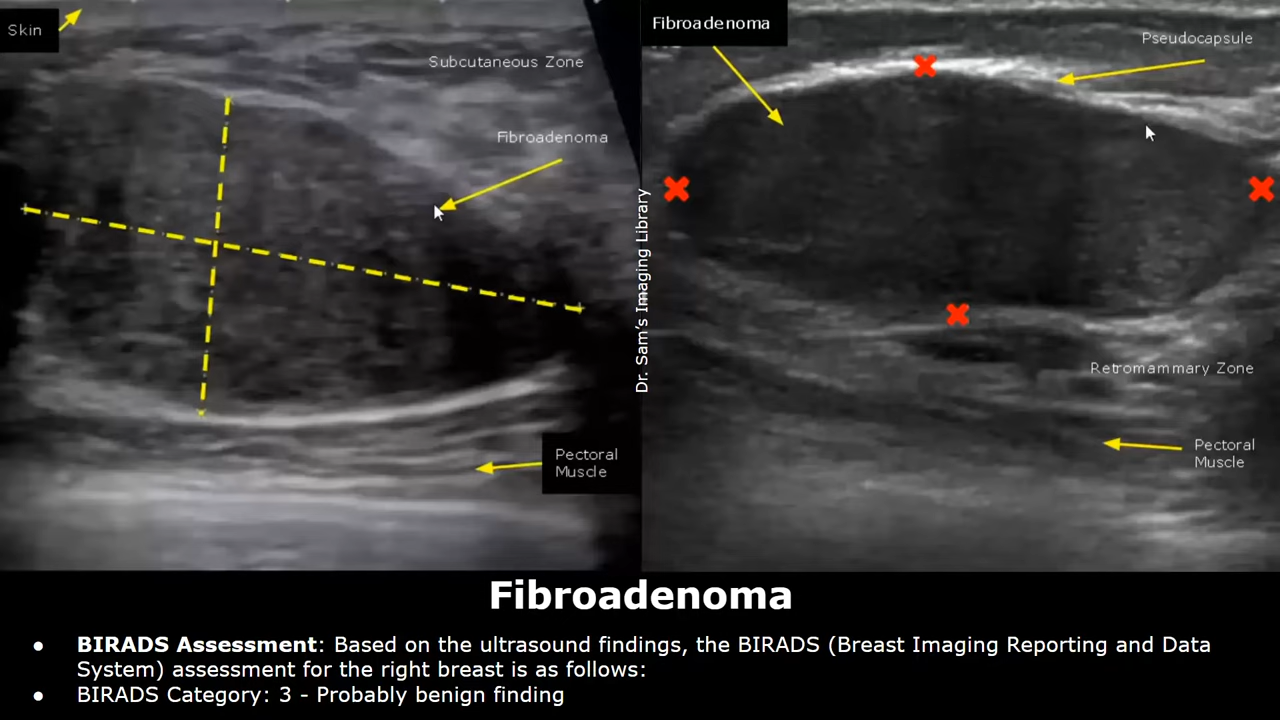 Skin
Subcutaneous Zone
Fibroadenoma
Pectoral
Muscle
Dr. Sam's Imaging Library
Fibroadenoma
Pseudocapsule
Retromammary Zone
Pectoral
Muscle
Fibroadenoma
● BIRADS Assessment: Based on the ultrasound findings, the BIRADS (Breast Imaging Reporting and Data
System) assessment for the right breast is as follows:
● BIRADS Category: 3 - Probably benign finding